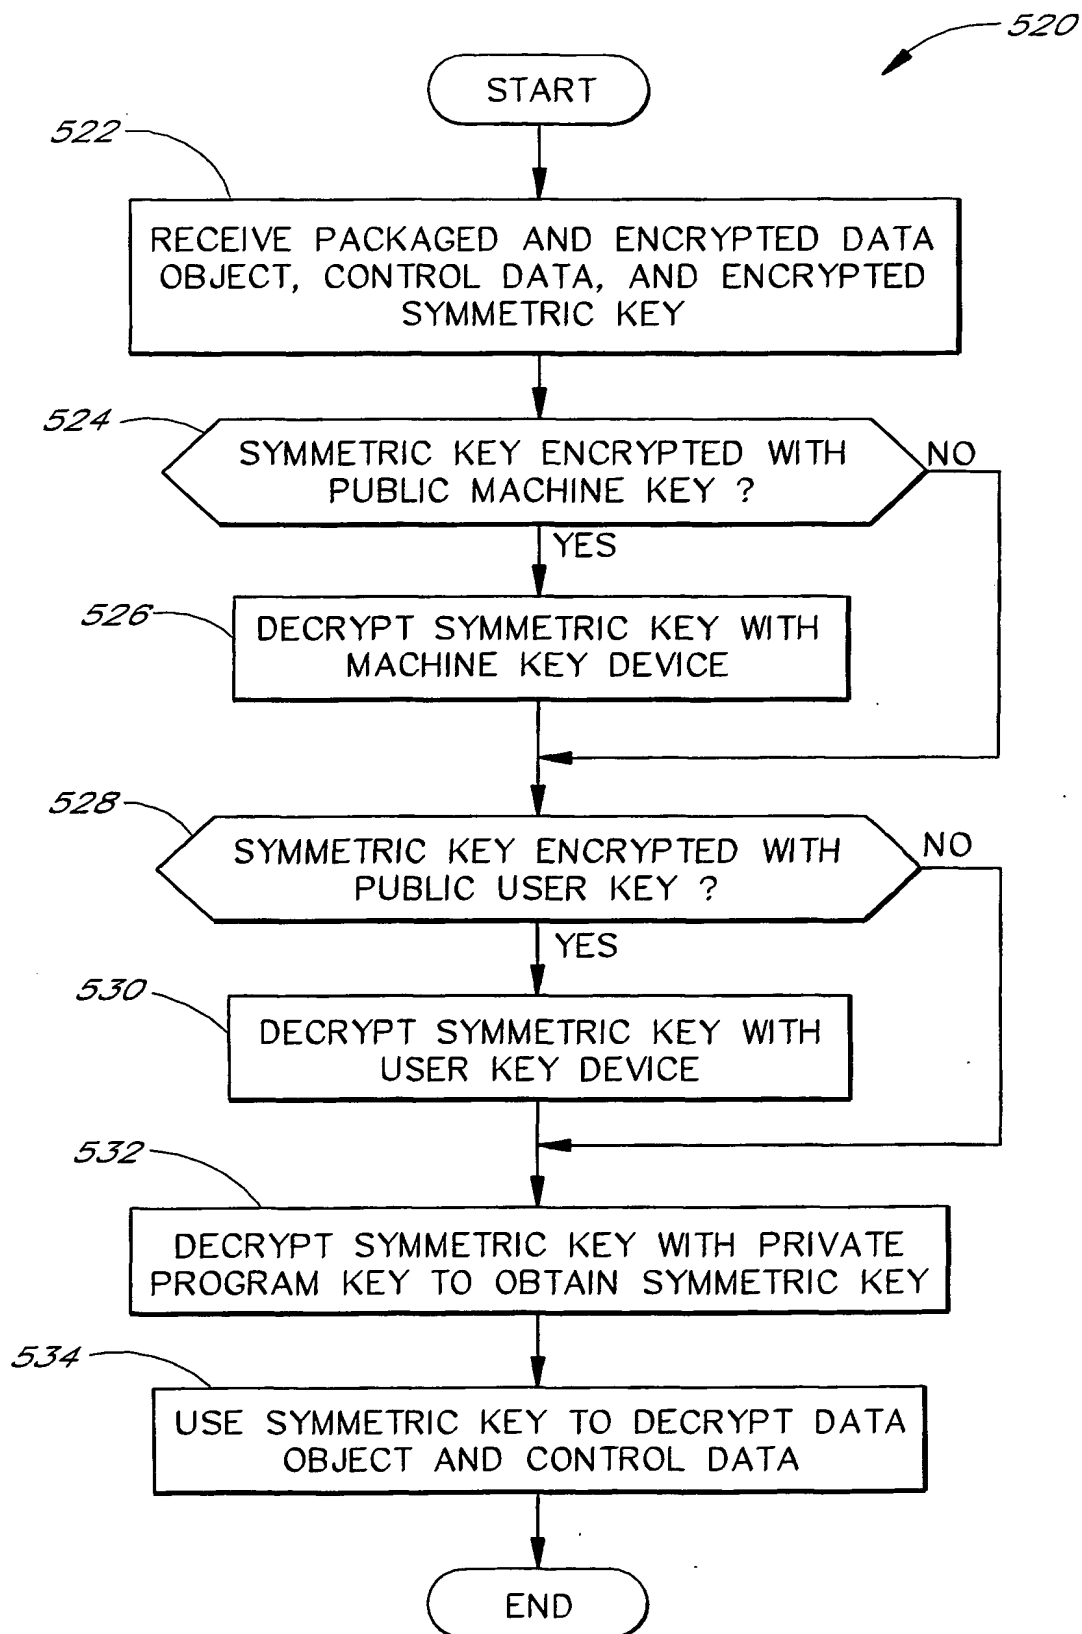 520
START
522
RECEIVE PACKAGED AND ENCRYPTED DATA
OBJECT, CONTROL DATA, AND ENCRYPTED
SYMMETRIC KEY
524
SYMMETRIC KEY ENCRYPTED WITH
PUBLIC MACHINE KEY ?
NO
YES
526
DECRYPT SYMMETRIC KEY WITH
MACHINE KEY DEVICE
528
SYMMETRIC KEY ENCRYPTED WITH
PUBLIC USER KEY ?
NO
YES
530
DECRYPT SYMMETRIC KEY WITH
USER KEY DEVICE
532
DECRYPT SYMMETRIC KEY WITH PRIVATE
PROGRAM KEY TO OBTAIN SYMMETRIC KEY
534
USE SYMMETRIC KEY TO DECRYPT DATA
OBJECT AND CONTROL DATA
END